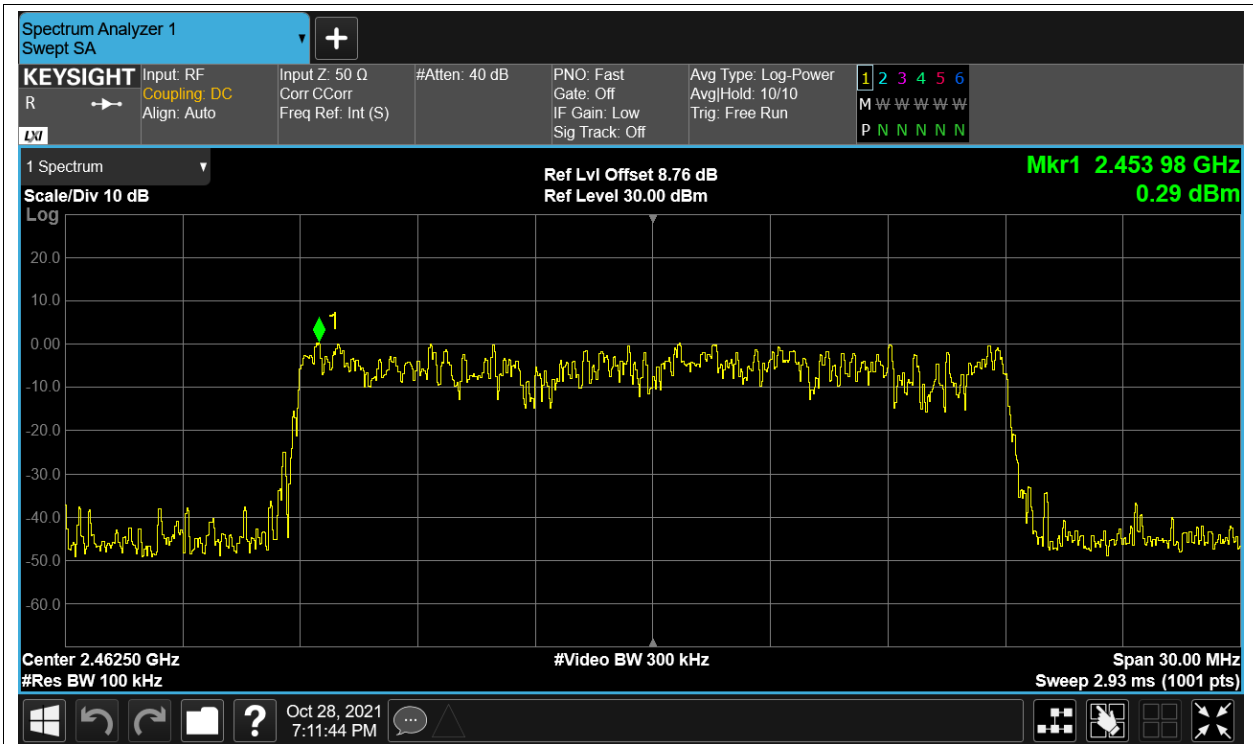 Spectrum Analyzer 1
Swept SA
KEYSIGHT
R
LXI
Input: RF
Coupling: DC
Align: Auto
Input Z: 50 Ω
Corr CCorr
Freq Ref: Int (S)
#Atten: 40 dB
PNO: Fast
Gate: Off
IF Gain: Low
Sig Track: Off
Avg Type: Log-Power
Avg|Hold: 10/10
Trig: Free Run
1 2 3 4 5 6
M W W W W W
P N N N N N
1 Spectrum
Scale/Div 10 dB
Log
Ref Lvl Offset 8.76 dB
Ref Level 30.00 dBm
Mkr1 2.453 98 GHz
0.29 dBm
20.0
10.0
0.00
-10.0
-20.0
-30.0
-40.0
-50.0
-60.0
1
Center 2.46250 GHz
#Res BW 100 kHz
#Video BW 300 kHz
Span 30.00 MHz
Sweep 2.93 ms (1001 pts)
?
Oct 28, 2021
7:11:44 PM